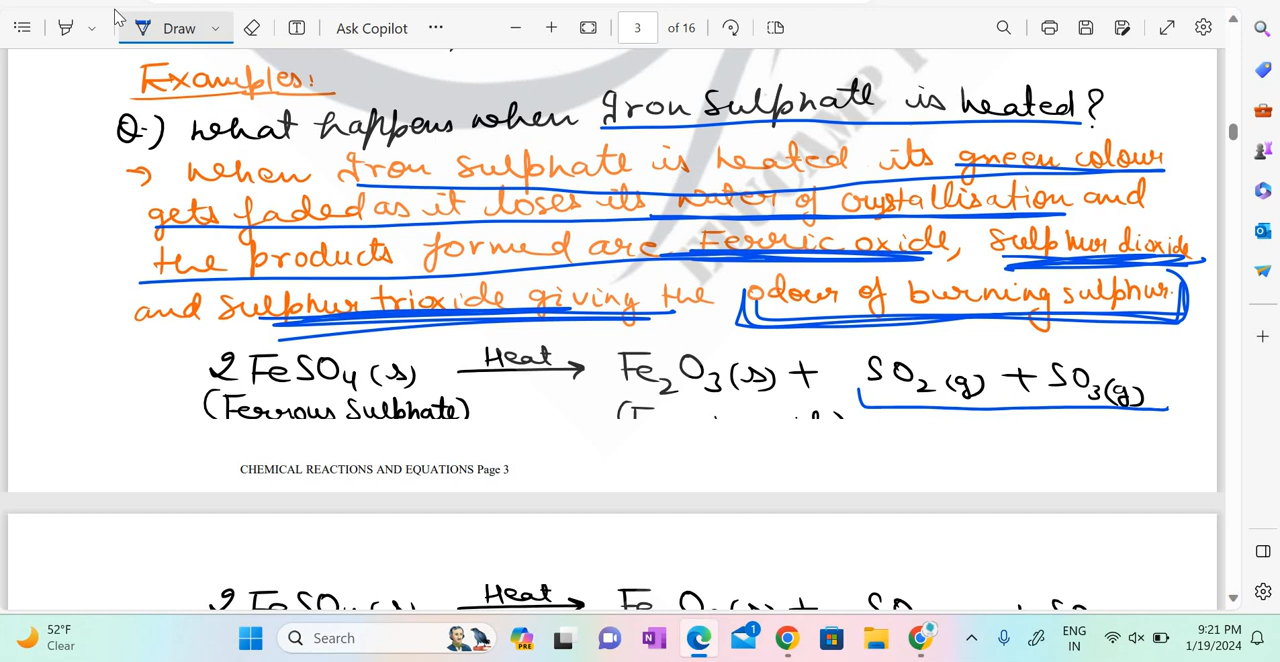 Draw
Ask Copilot
3 of 16
Examples:
Q.) What happens when Iron Sulphate is heated?
→ When Iron sulphate is heated its green colour
gets faded as it loses its water of crystallisation and
the products formed are Ferric oxide, Sulphur dioxide
and sulphur trioxide giving the odour of burning sulphur.
2 FeSO4 (s) Heat → Fe2O3 (s) + SO2 (g) + SO3 (g)
(Ferrous Sulphate)
CHEMICAL REACTIONS AND EQUATIONS Page 3
Heat
52°F
Clear
Search
PRE
1
ENG
IN
9:21 PM
1/19/2024